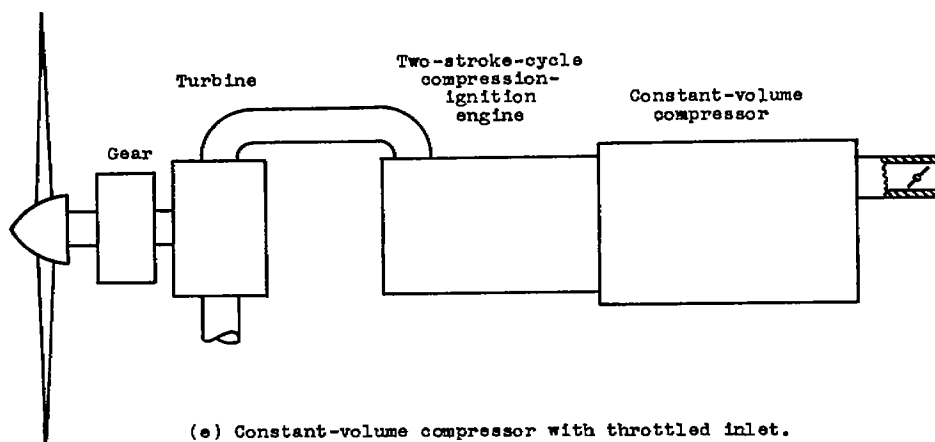 Two-stroke-cycle
compression-
ignition
engine
Turbine
Constant-volume
compressor
Gear
(e) Constant-volume compressor with throttled inlet.